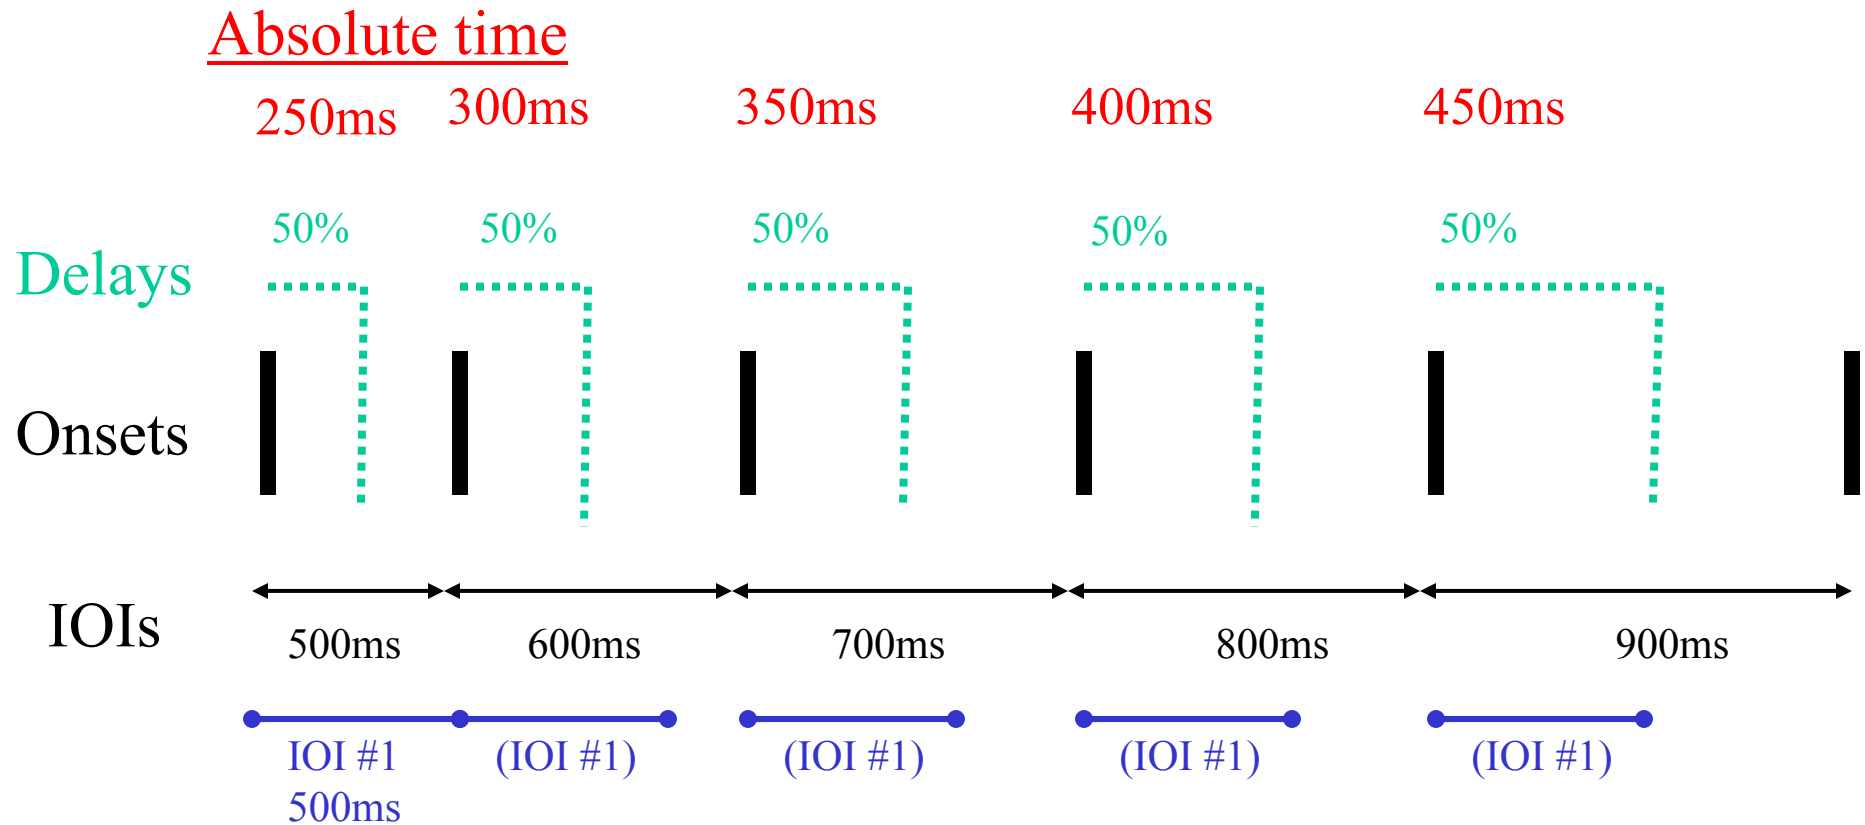 Absolute time
250ms 300ms 350ms 400ms 450ms
50% 50% 50% 50% 50%
Delays
Onsets
IOIs
500ms 600ms 700ms 800ms 900ms
IOI #1 (IOI #1) (IOI #1) (IOI #1) (IOI #1)
500ms